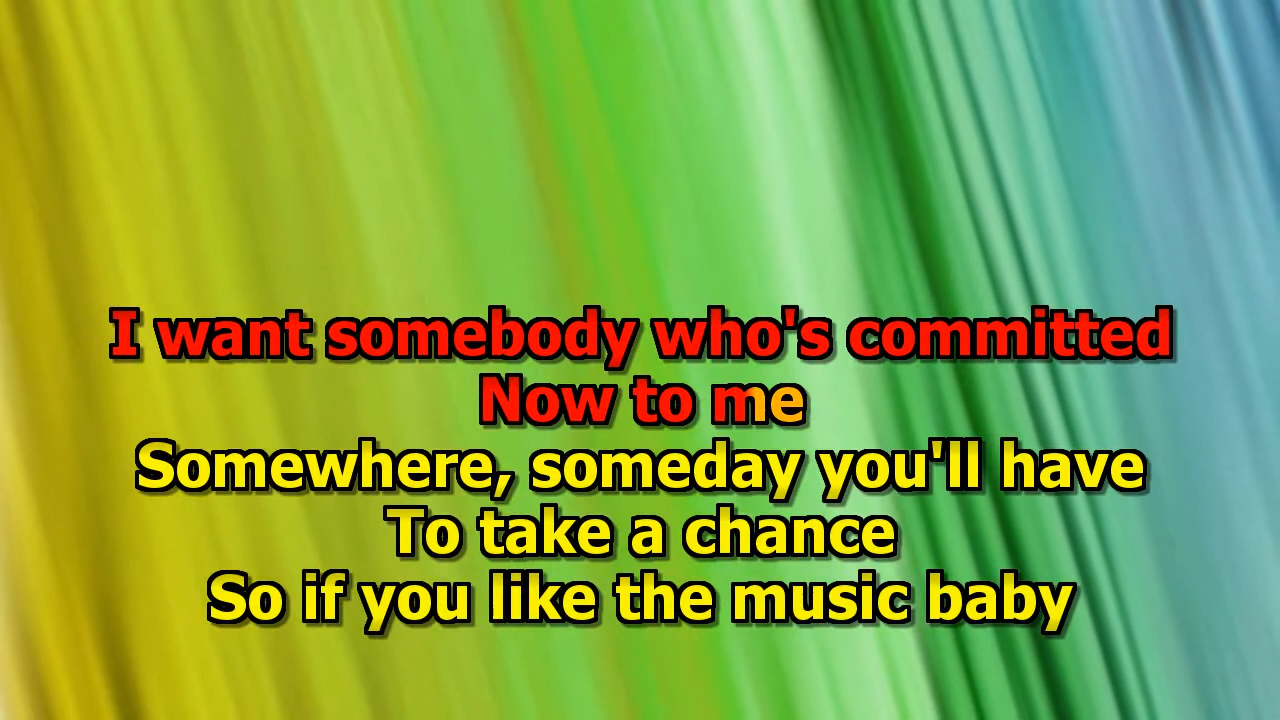 I want somebody who's committed
Now to me
Somewhere, someday you'll have
To take a chance
So if you like the music baby